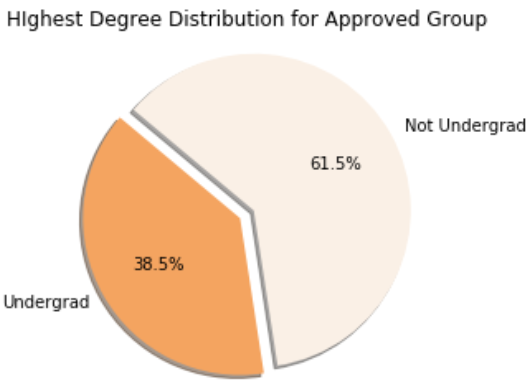 HIghest Degree Distribution for Approved Group
Not Undergrad
61.5%
38.5%
Undergrad